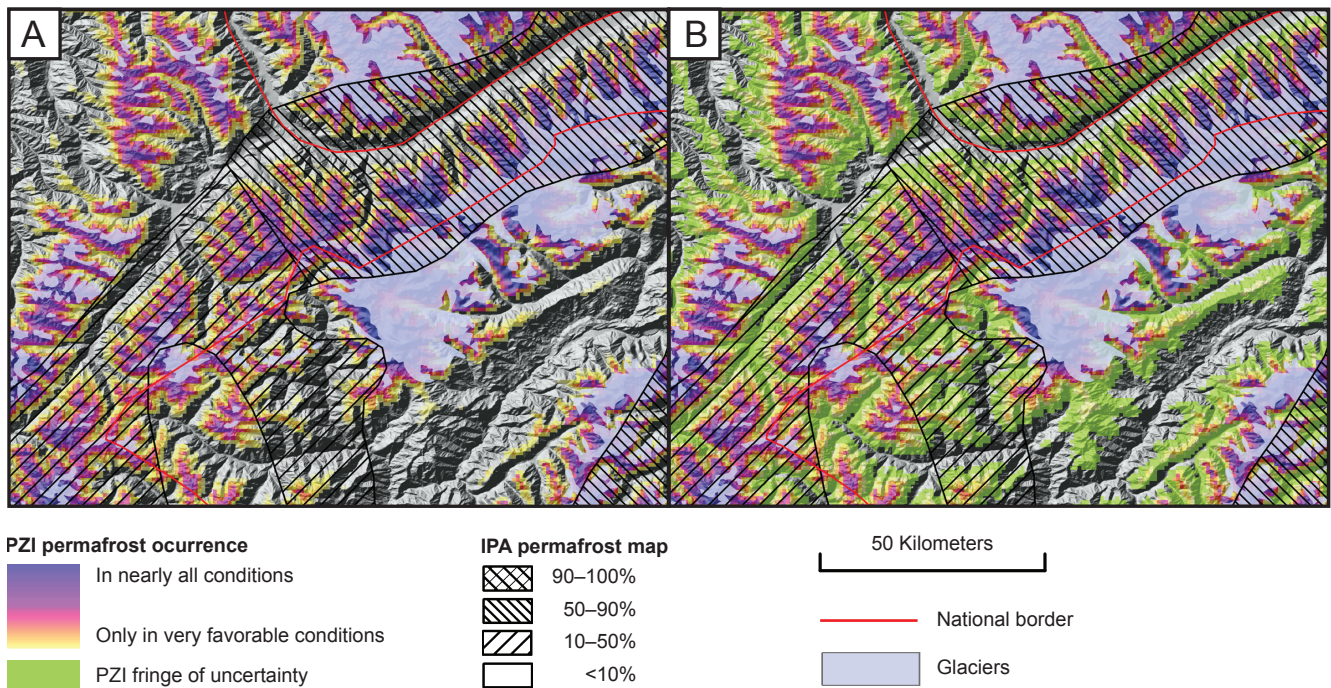 A
B
PZI permafrost ocurrence
In nearly all conditions
Only in very favorable conditions
PZI fringe of uncertainty
IPA permafrost map
90–100%
50–90%
10–50%
<10%
50 Kilometers
National border
Glaciers